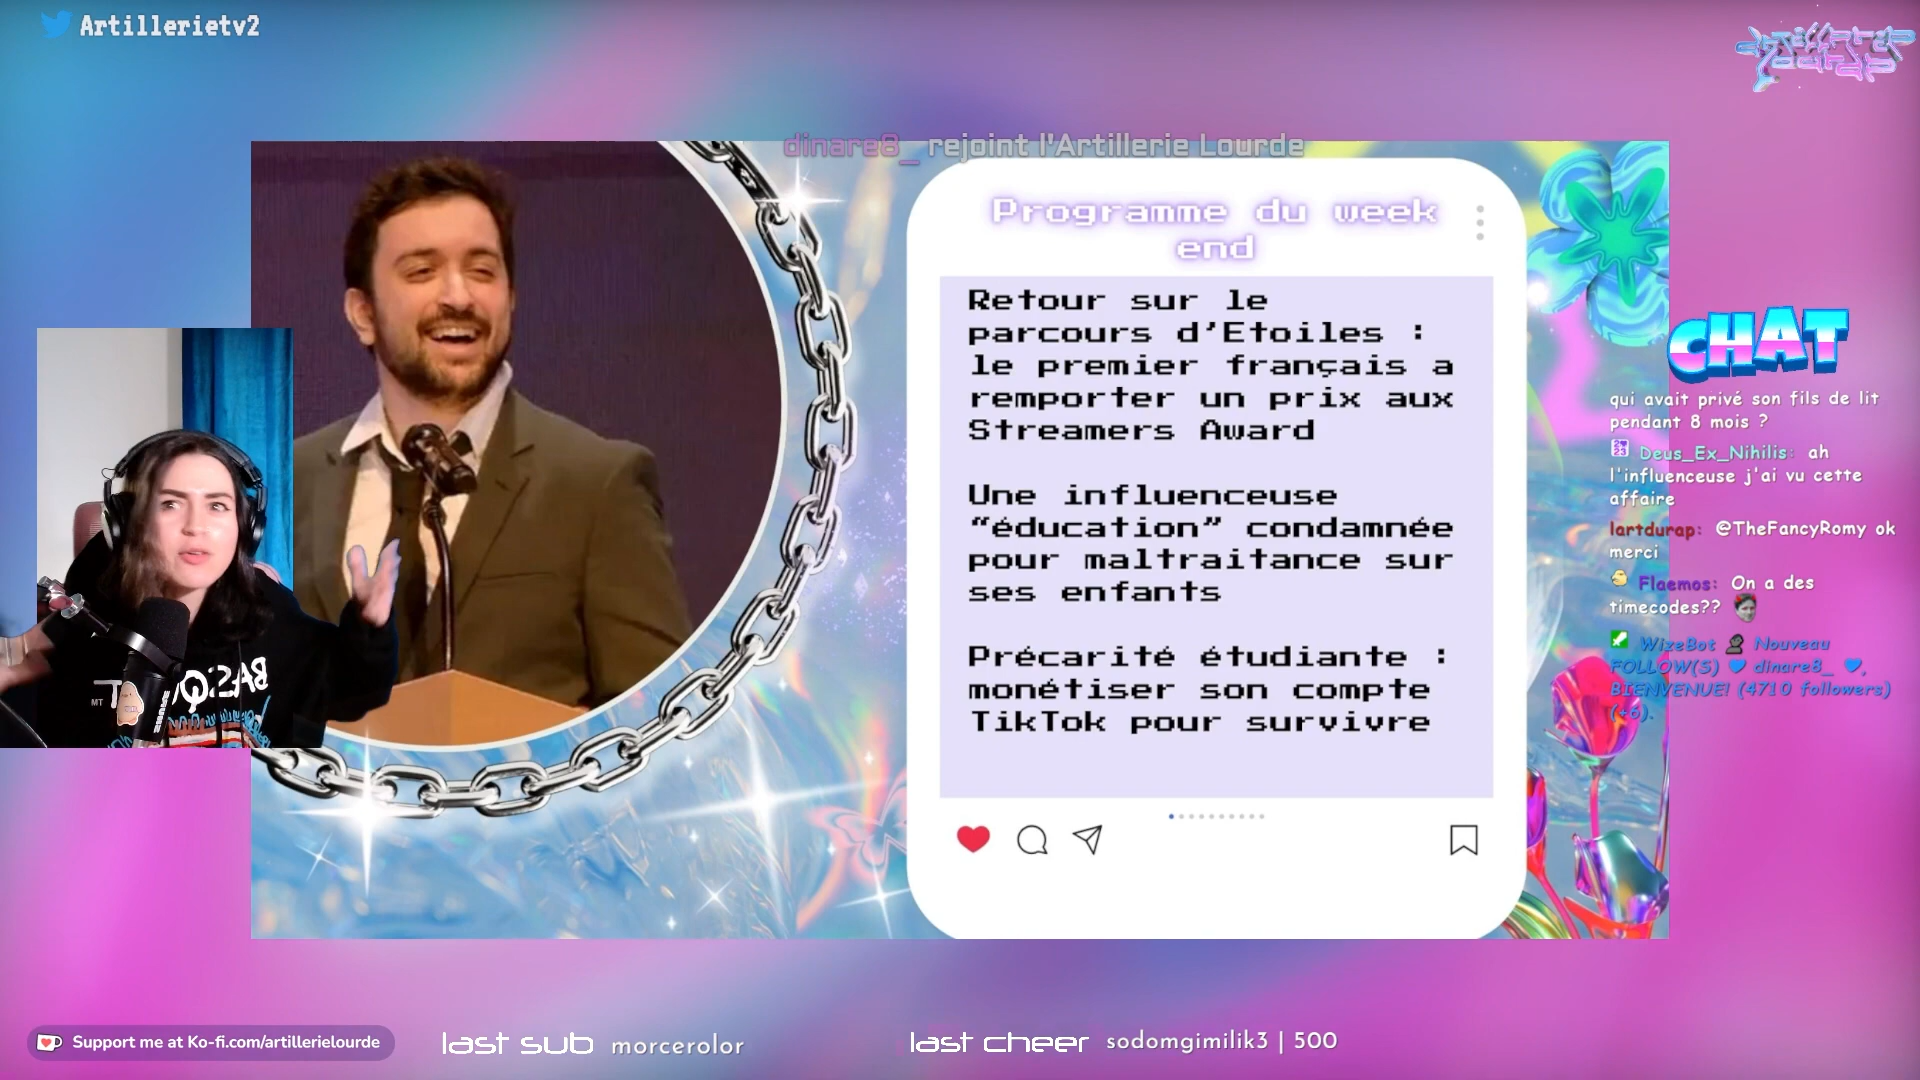 Artillerietv2
dinare8_ rejoint l'Artillerie Lourde
Programme du week
end
Retour sur le
parcours d’Etoiles :
le premier français a
remporter un prix aux
Streamers Award
Une influenceuse
“éducation” condamnée
pour maltraitance sur
ses enfants
Précarité étudiante :
monétiser son compte
TikTok pour survivre
CHAT
qui avait privé son fils de lit
pendant 8 mois ?
Deus_Ex_Nihilis: ah
l'influenceuse j'ai vu cette
affaire
lartdurap: @TheFancyRomy ok
merci
Flaemos: On a des
timecodes??
WizeBot Nouveau
FOLLOW(S) dinare8_ ,
BIENVENUE! (4710 followers)
(+6).
Support me at Ko-fi.com/artillerielourde
last sub morcerolor
last cheer sodomgimilik3 | 500